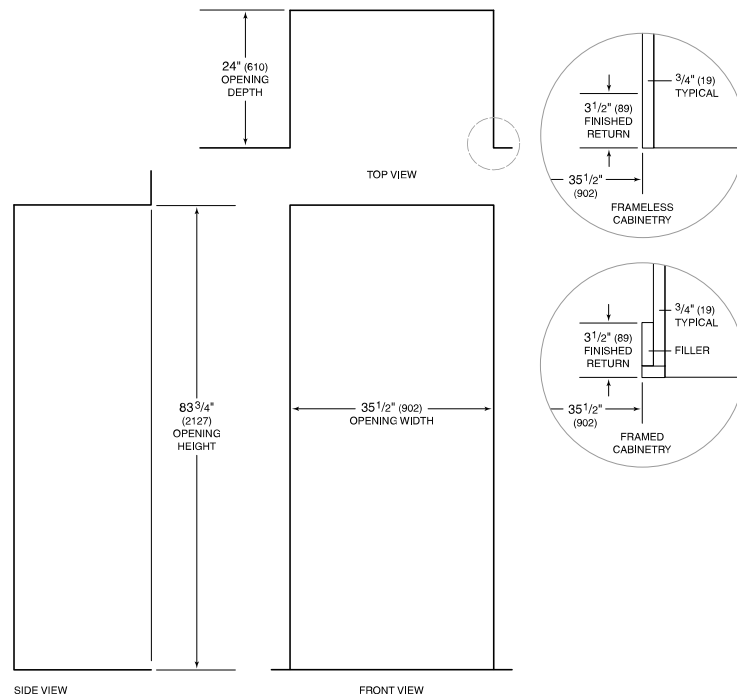 24" (610)
OPENING
DEPTH
TOP VIEW
3/4" (19)
TYPICAL
3 1/2" (89)
FINISHED
RETURN
35 1/2"
(902)
FRAMELESS
CABINETRY
3/4" (19)
TYPICAL
3 1/2" (89)
FINISHED
RETURN
FILLER
35 1/2"
(902)
FRAMED
CABINETRY
83 3/4"
(2127)
OPENING
HEIGHT
35 1/2" (902)
OPENING WIDTH
SIDE VIEW
FRONT VIEW